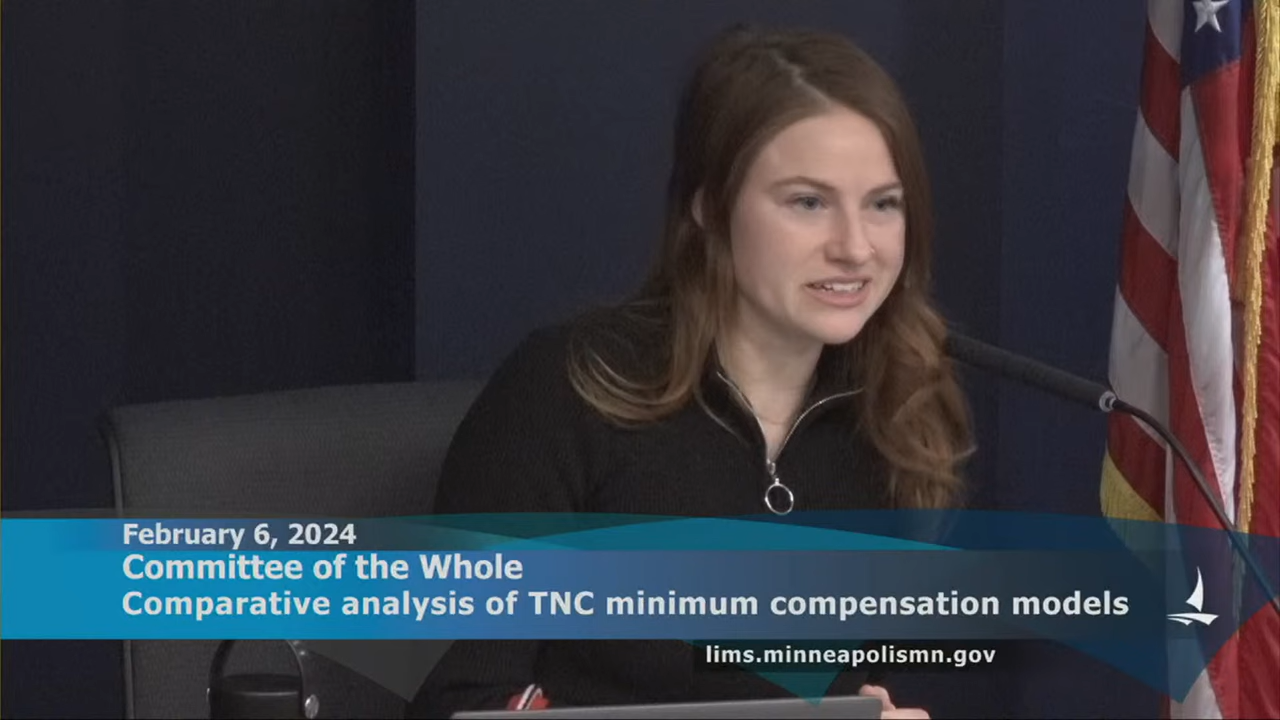 February 6, 2024
Committee of the Whole
Comparative analysis of TNC minimum compensation models
lims.minneapolismn.gov